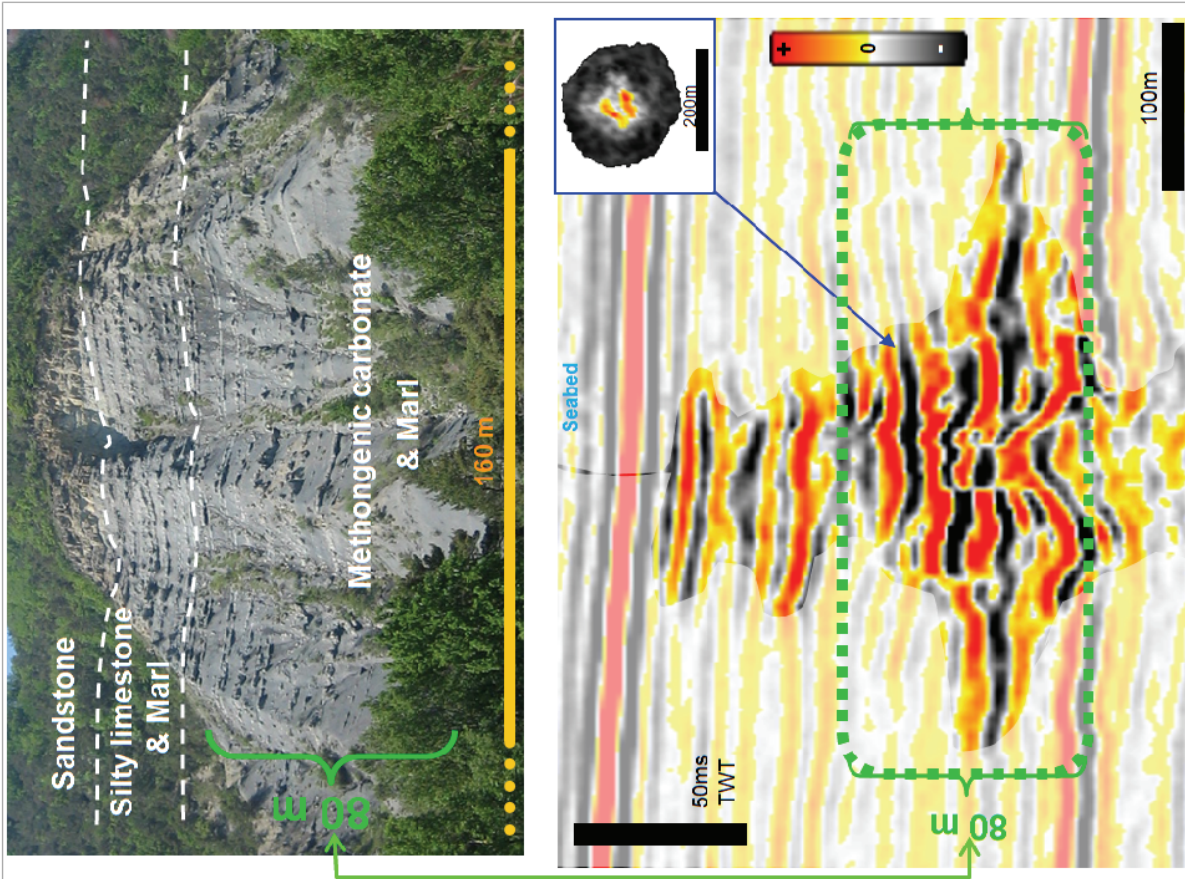 Sandstone
Silty limestone
& Marl
Methongenic carbonate
& Marl
160 m
80 m
200m
+
0
-
100m
Seabed
50ms
TWT
80 m